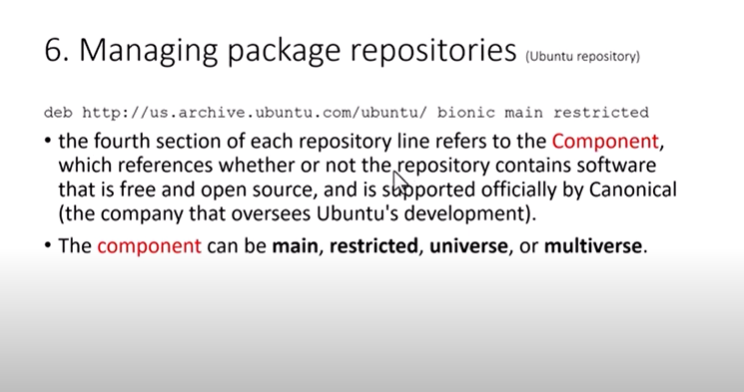 6. Managing package repositories (Ubuntu repository)
deb http://us.archive.ubuntu.com/ubuntu/ bionic main restricted
• the fourth section of each repository line refers to the Component,
which references whether or not the repository contains software
that is free and open source, and is supported officially by Canonical
(the company that oversees Ubuntu's development).
• The component can be main, restricted, universe, or multiverse.